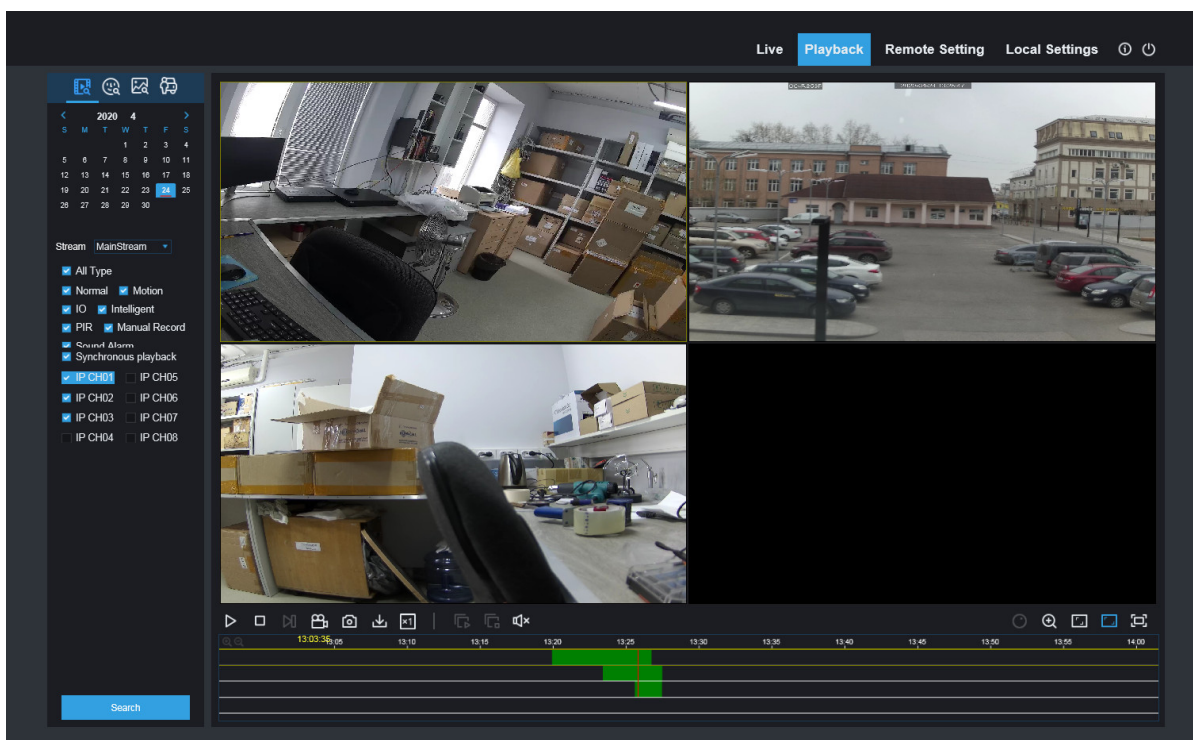 Live Playback Remote Setting Local Settings
2020 4
S M T W T F S
1 2 3 4
5 6 7 8 9 10 11
12 13 14 15 16 17 18
19 20 21 22 23 24 25
26 27 28 29 30
Stream MainStream
All Type
Normal Motion
IO Intelligent
PIR Manual Record
Sound Alarm
Synchronous playback
IP CH01 IP CH05
IP CH02 IP CH06
IP CH03 IP CH07
IP CH04 IP CH08
x1
13:03:35 13:05 13:10 13:15 13:20 13:25 13:30 13:35 13:40 13:45 13:50 13:55 14:00
Search